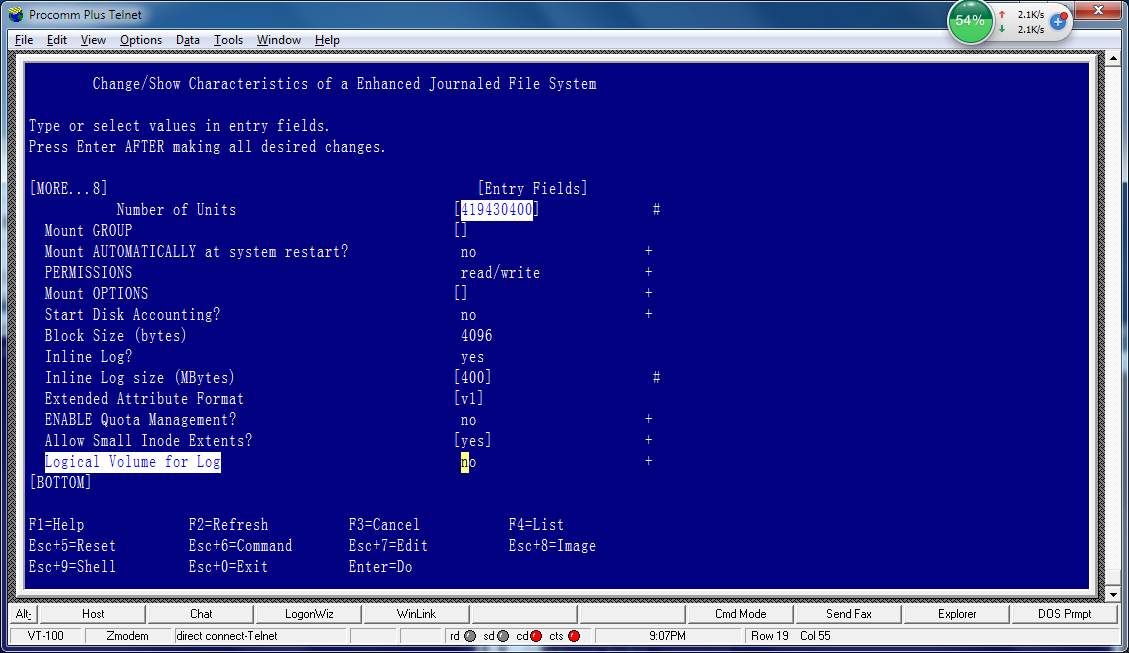 Procomm Plus Telnet
54% ↑ 2.1K/s
↓ 2.1K/s
File Edit View Options Data Tools Window Help
Change/Show Characteristics of a Enhanced Journaled File System
Type or select values in entry fields.
Press Enter AFTER making all desired changes.
[MORE...8] [Entry Fields]
Number of Units [419430400] #
Mount GROUP []
Mount AUTOMATICALLY at system restart? no +
PERMISSIONS read/write +
Mount OPTIONS [] +
Start Disk Accounting? no +
Block Size (bytes) 4096
Inline Log? yes
Inline Log size (MBytes) [400] #
Extended Attribute Format [v1]
ENABLE Quota Management? no +
Allow Small Inode Extents? [yes] +
Logical Volume for Log no +
[BOTTOM]
F1=Help F2=Refresh F3=Cancel F4=List
Esc+5=Reset Esc+6=Command Esc+7=Edit Esc+8=Image
Esc+9=Shell Esc+0=Exit Enter=Do
Alt- Host Chat LogonWiz WinLink Cmd Mode Send Fax Explorer DOS Prmpt
VT-100 Zmodem direct connect-Telnet rd sd cd cts 9:07PM Row 19 Col 55